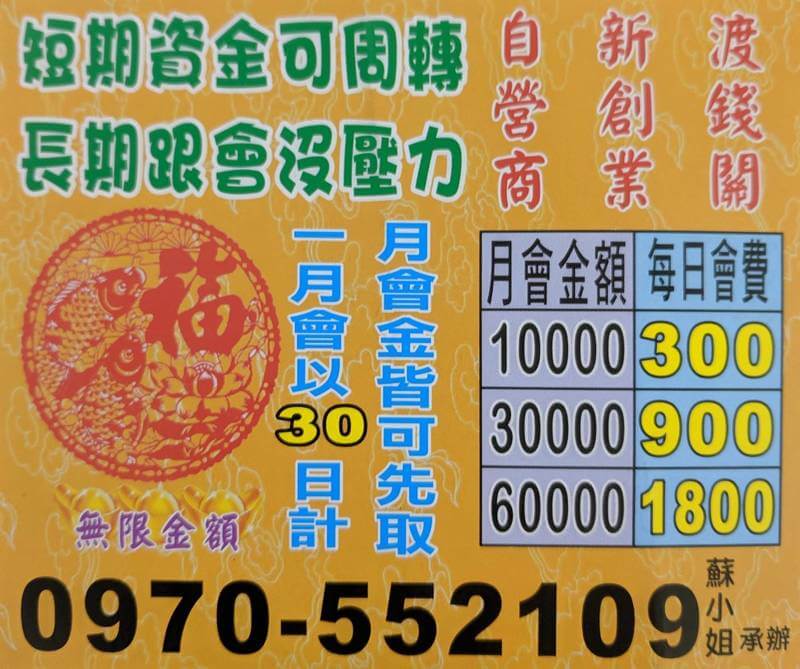 短期資金可周轉
長期跟會沒壓力
自營商
新創業
渡錢關
福
無限金額
月會金皆可先取
一月會以30日計
月會金額 每日會費
10000 300
30000 900
60000 1800
0970-552109
蘇小姐承辦